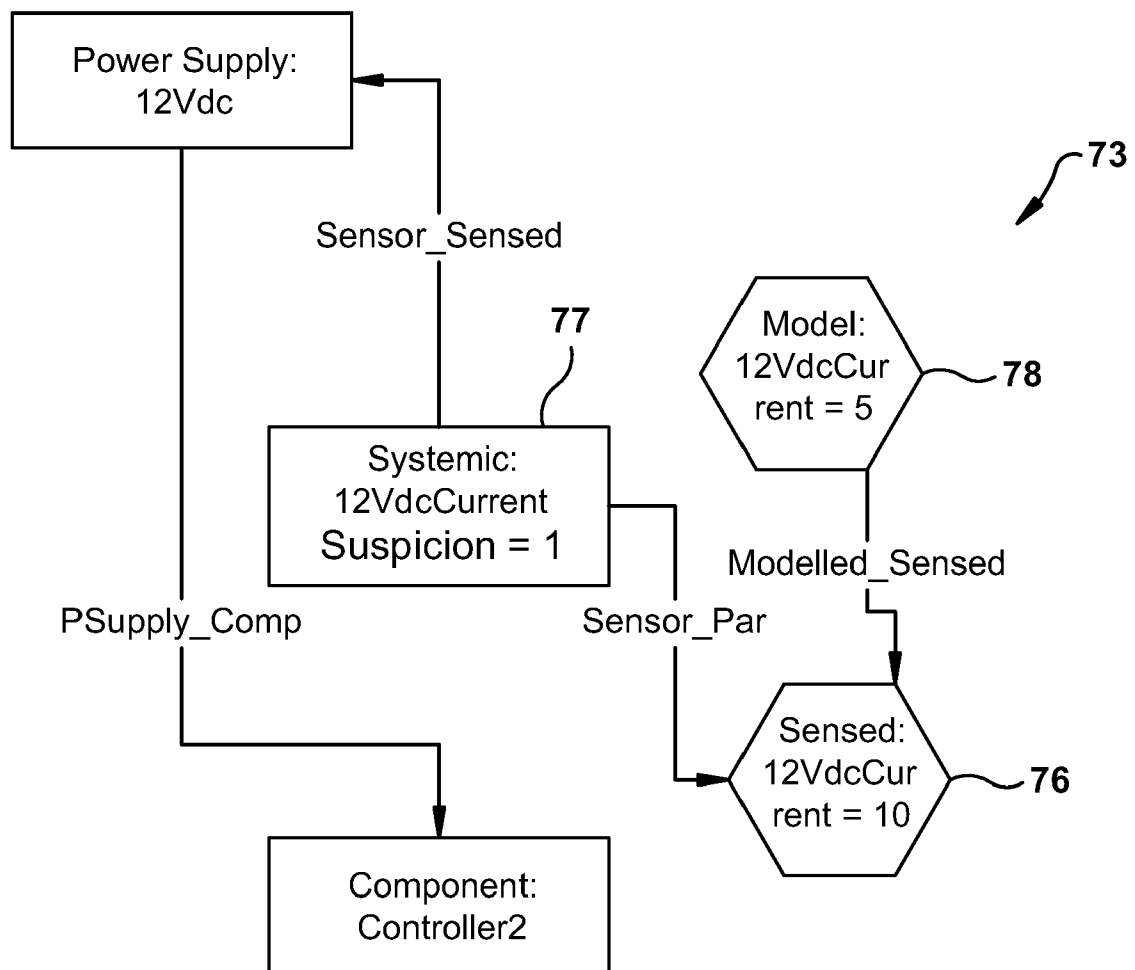 Power Supply:
12Vdc
73
Sensor_Sensed
77
Model:
12VdcCur
rent = 5
78
Systemic:
12VdcCurrent
Suspicion = 1
Modelled_Sensed
PSupply_Comp
Sensor_Par
Sensed:
12VdcCur
rent = 10
76
Component:
Controller2